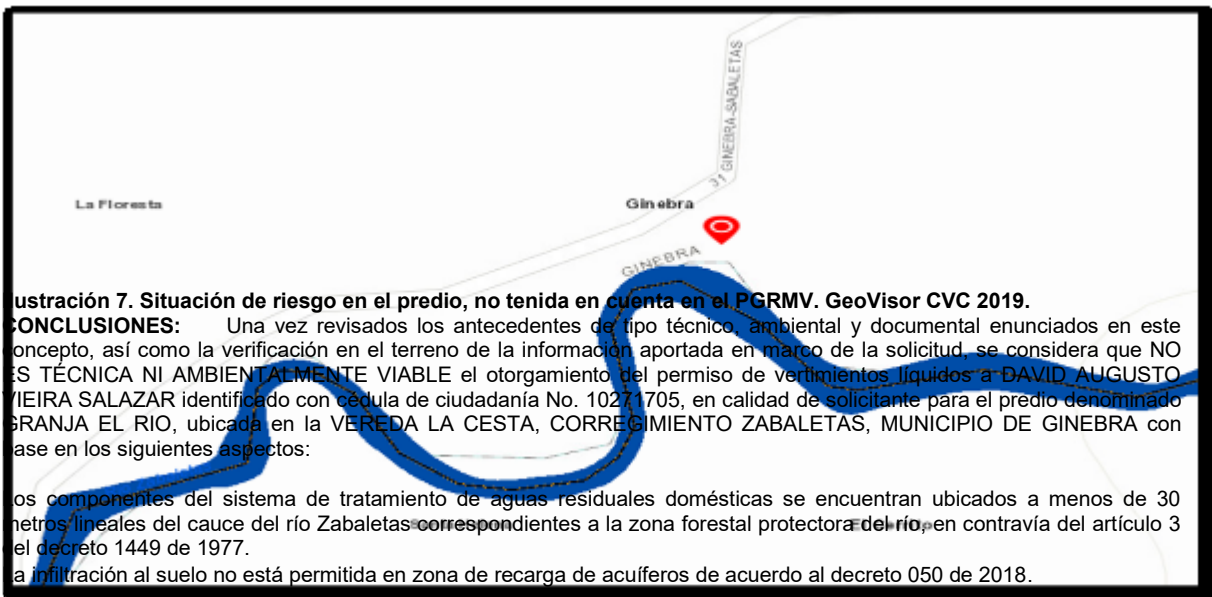 31 GINEBRA-SABALETAS
La Floresta
Ginebra
GINEBRA
lustración 7. Situación de riesgo en el predio, no tenida en cuenta en el PGRMV. GeoVisor CVC 2019.
CONCLUSIONES: Una vez revisados los antecedentes de tipo técnico, ambiental y documental enunciados en este
concepto, así como la verificación en el terreno de la información aportada en marco de la solicitud, se considera que NO
ES TÉCNICA NI AMBIENTALMENTE VIABLE el otorgamiento del permiso de vertimientos líquidos a DAVID AUGUSTO
VIEIRA SALAZAR identificado con cédula de ciudadanía No. 10271705, en calidad de solicitante para el predio denominado
GRANJA EL RIO, ubicada en la VEREDA LA CESTA, CORREGIMIENTO ZABALETAS, MUNICIPIO DE GINEBRA con
base en los siguientes aspectos:
Los componentes del sistema de tratamiento de aguas residuales domésticas se encuentran ubicados a menos de 30
metros lineales del cauce del río Zabaletas correspondientes a la zona forestal protectora del río, en contravía del artículo 3
del decreto 1449 de 1977.
La infiltración al suelo no está permitida en zona de recarga de acuíferos de acuerdo al decreto 050 de 2018.